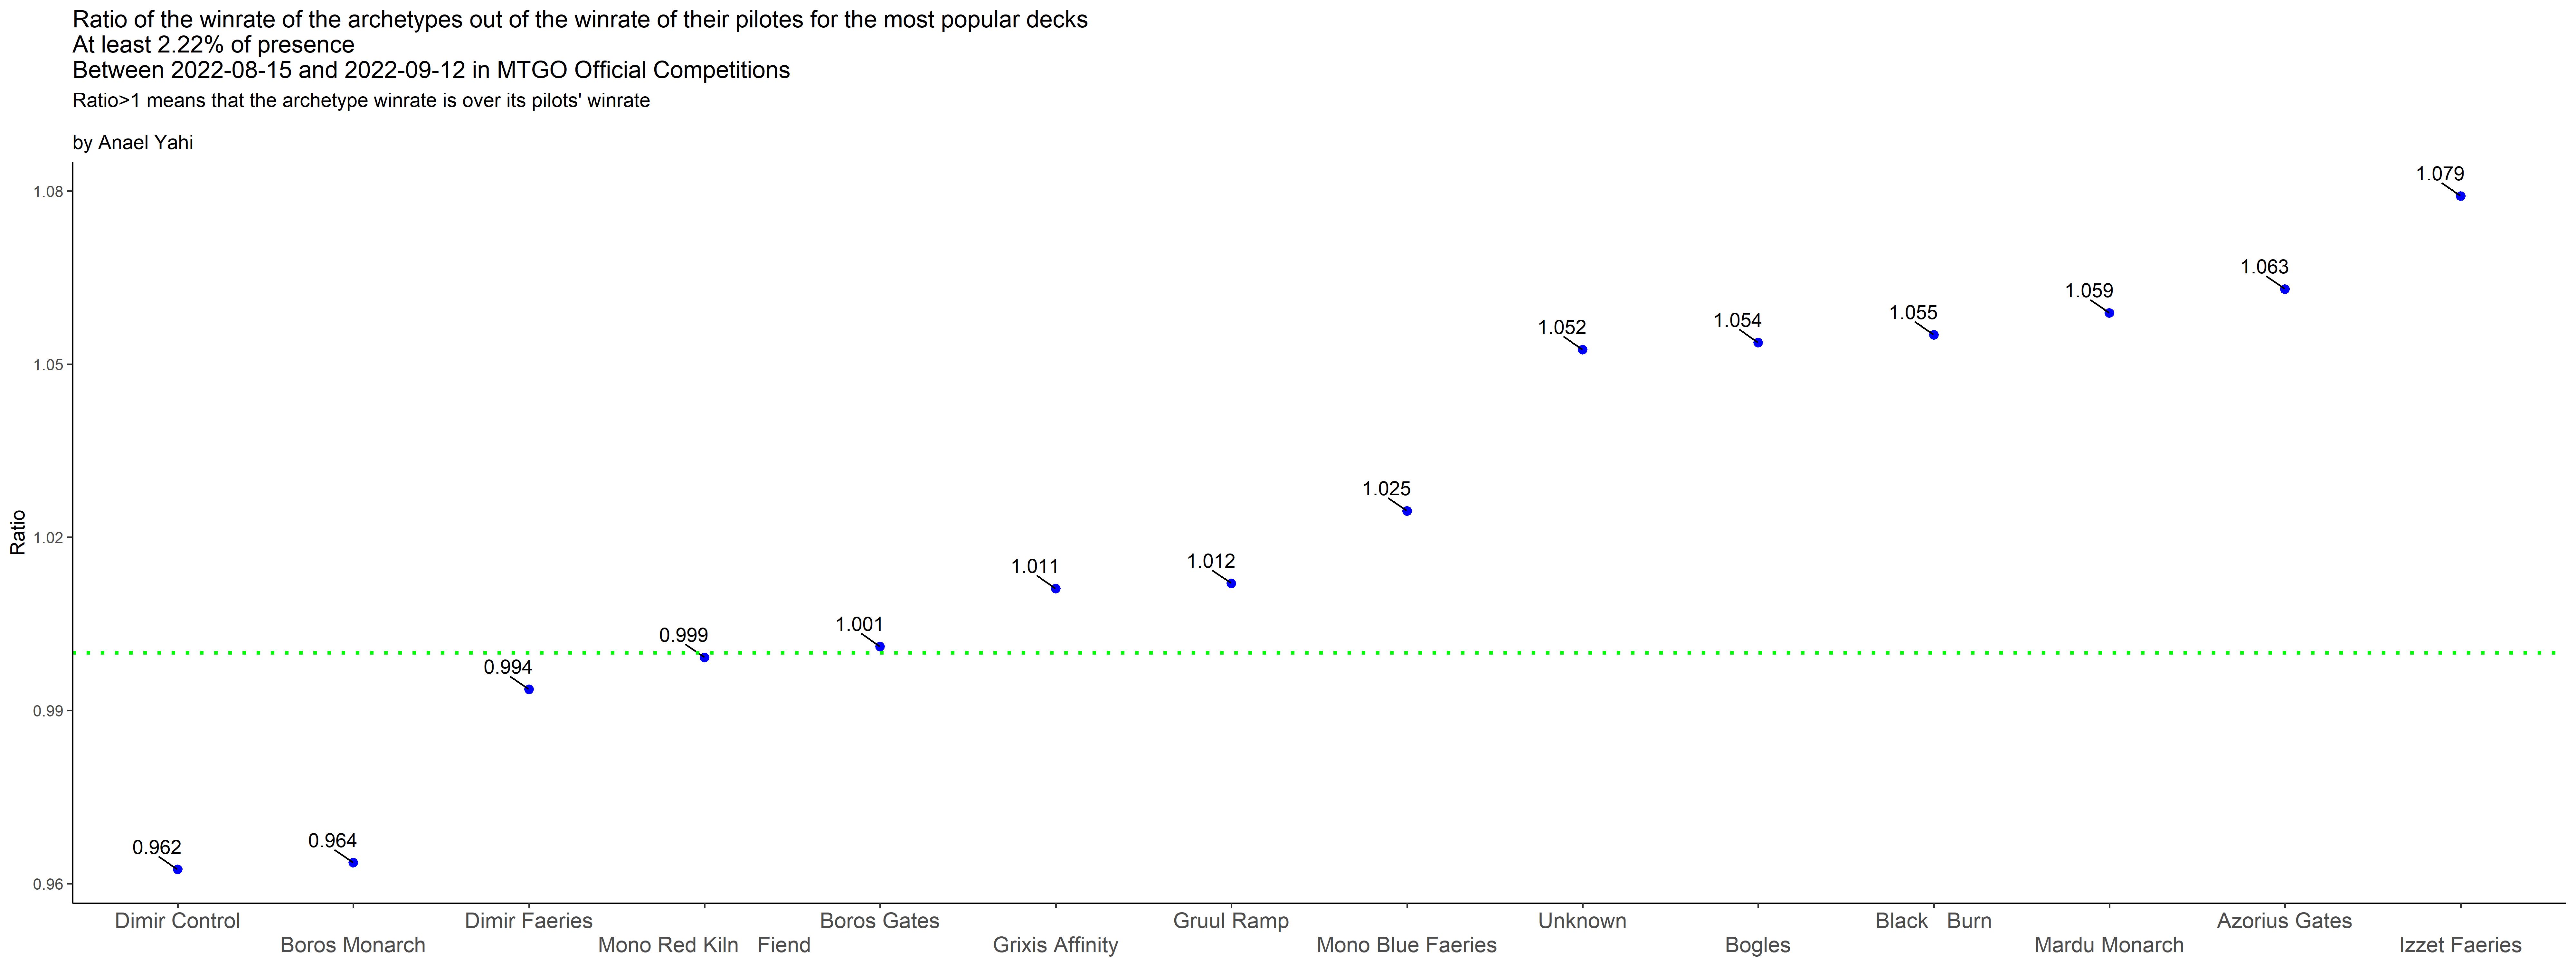 Ratio of the winrate of the archetypes out of the winrate of their pilotes for the most popular decks
At least 2.22% of presence
Between 2022-08-15 and 2022-09-12 in MTGO Official Competitions
Ratio>1 means that the archetype winrate is over its pilots' winrate
by Anael Yahi
Ratio
1.08
1.05
1.02
0.99
0.96
0.962
0.964
0.994
0.999
1.001
1.011
1.012
1.025
1.052
1.054
1.055
1.059
1.063
1.079
Dimir Control
Boros Monarch
Dimir Faeries
Mono Red Kiln Fiend
Boros Gates
Grixis Affinity
Gruul Ramp
Mono Blue Faeries
Unknown
Bogles
Black Burn
Mardu Monarch
Azorius Gates
Izzet Faeries